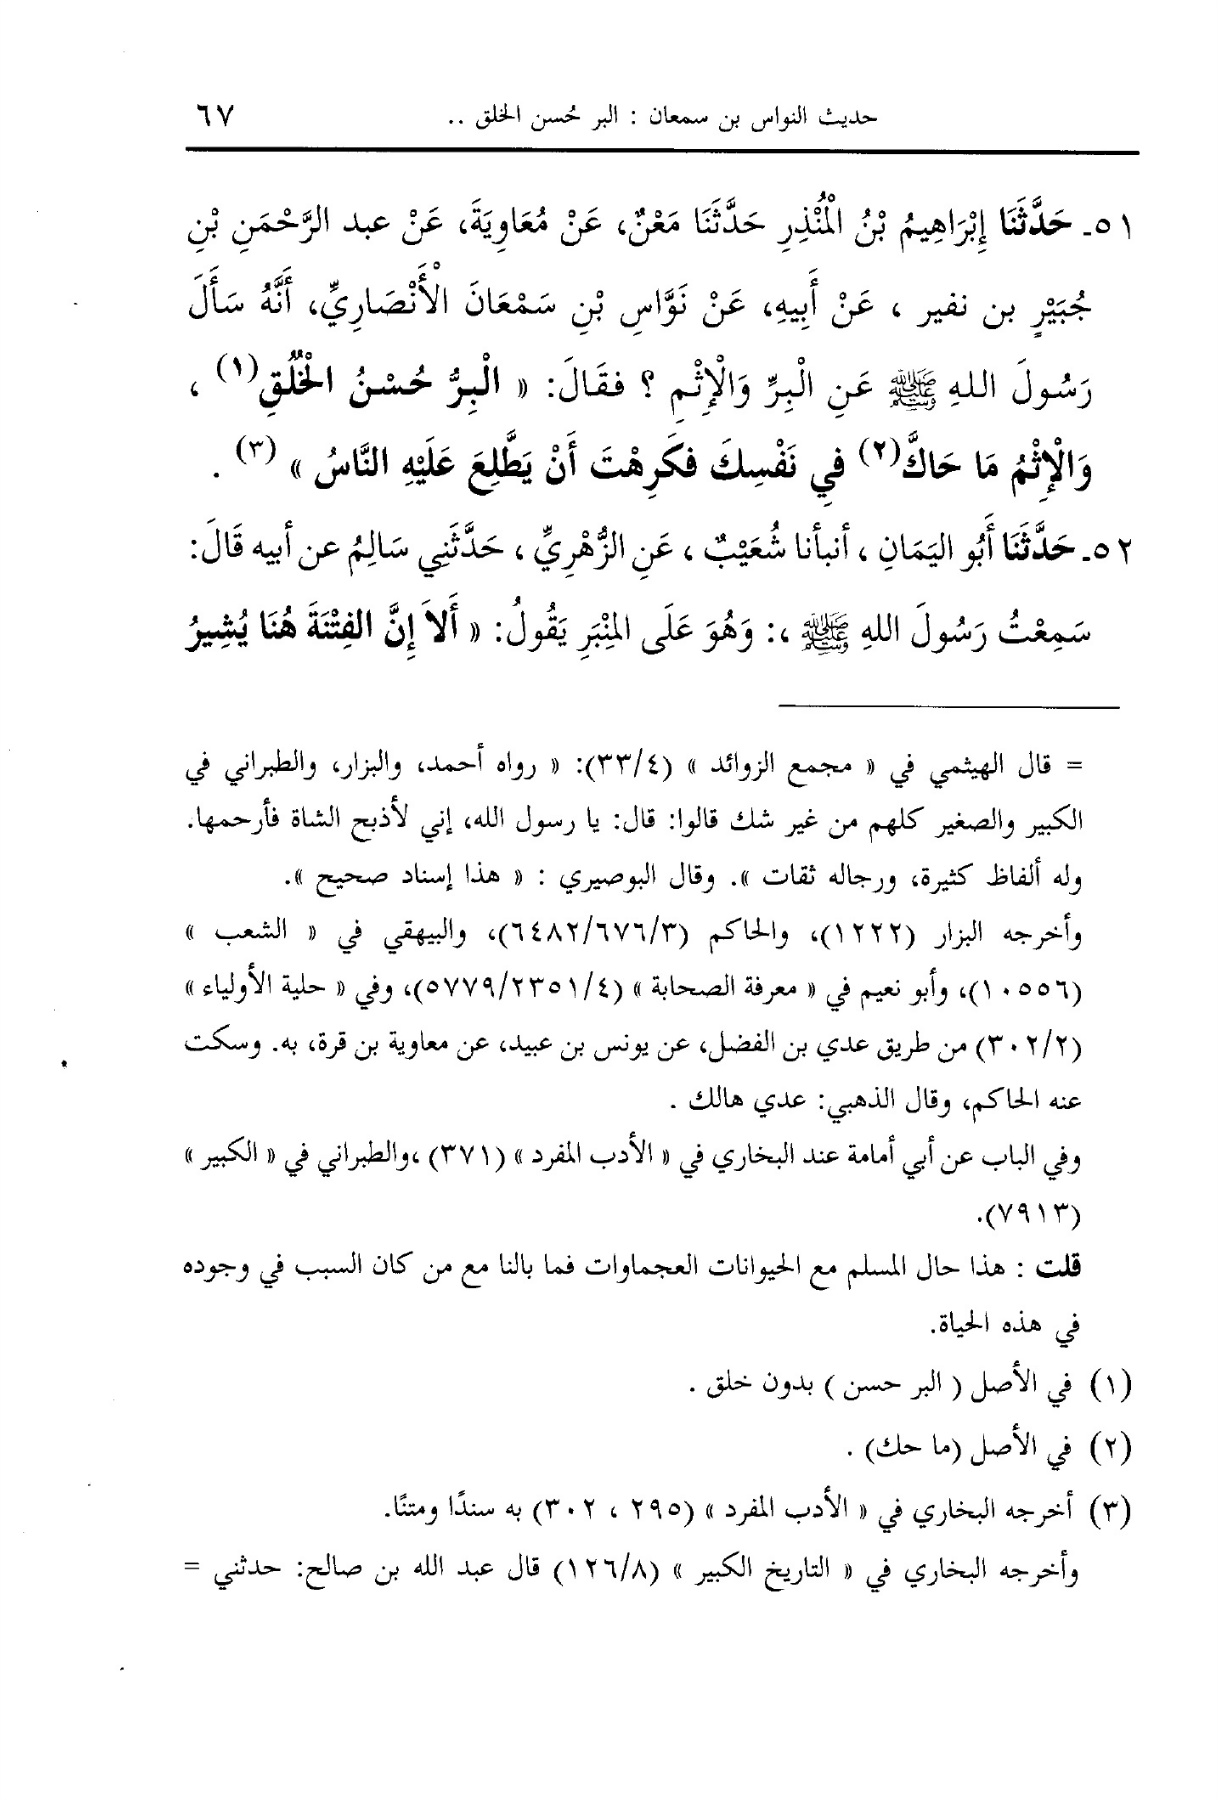 حديث النواس بن سمعان : البر حُسن الخلق .. ٦٧
٥١ـ حَدَّثَنَا إِبْرَاهِيمُ بْنُ الْمُنْذِرِ حَدَّثَنَا مَعْنٌ، عَنْ مُعَاوِيَةَ، عَنْ عبد الرَّحْمَنِ بْنِ
جُبَيْرٍ بن نفير ، عَنْ أَبِيهِ، عَنْ نَوَّاسِ بْنِ سَمْعَانَ الْأَنْصَارِيِّ، أَنَّهُ سَأَلَ
رَسُولَ اللهِ ﷺ عَنِ الْبِرِّ وَالْإِثْمِ ؟ فقَالَ: « الْبِرُّ حُسْنُ الْخُلُقِ(١) ،
وَالْإِثْمُ مَا حَاكَّ(٢) فِي نَفْسِكَ فكَرِهْتَ أَنْ يَطَّلِعَ عَلَيْهِ النَّاسُ » (٣) .
٥٢ـ حَدَّثَنَا أَبُو اليَمَانِ ، أنبأنا شُعَيْبٌ ، عَنِ الزُّهْرِيِّ ، حَدَّثَنِي سَالِمُ عن أبيه قَالَ:
سَمِعْتُ رَسُولَ اللهِ ﷺ ،: وَهُوَ عَلَى المِنْبَرِ يَقُولُ: « أَلاَ إِنَّ الفِتْنَةَ هُنَا يُشِيرُ
= قال الهيثمي في « مجمع الزوائد » (٣٣/٤): « رواه أحمد، والبزار، والطبراني في
الكبير والصغير كلهم من غير شك قالوا: قال: يا رسول الله، إني لأذبح الشاة فأرحمها.
وله ألفاظ كثيرة، ورجاله ثقات ». وقال البوصيري : « هذا إسناد صحيح ».
وأخرجه البزار (١٢٢٢)، والحاكم (٦٤٨٢/٦٧٦/٣)، والبيهقي في « الشعب »
(١٠٥٥٦)، وأبو نعيم في « معرفة الصحابة » (٥٧٧٩/٢٣٥١/٤)، وفي « حلية الأولياء »
(٣٠٢/٢) من طريق عدي بن الفضل، عن يونس بن عبيد، عن معاوية بن قرة، به. وسكت
عنه الحاكم، وقال الذهبي: عدي هالك .
وفي الباب عن أبي أمامة عند البخاري في « الأدب المفرد » (٣٧١) ،والطبراني في « الكبير »
(٧٩١٣).
قلت : هذا حال المسلم مع الحيوانات العجماوات فما بالنا مع من كان السبب في وجوده
في هذه الحياة.
(١) في الأصل ( البر حسن ) بدون خلق .
(٢) في الأصل (ما حك) .
(٣) أخرجه البخاري في « الأدب المفرد » (٢٩٥ ، ٣٠٢) به سندًا ومتنًا.
وأخرجه البخاري في « التاريخ الكبير » (١٢٦/٨) قال عبد الله بن صالح: حدثني =